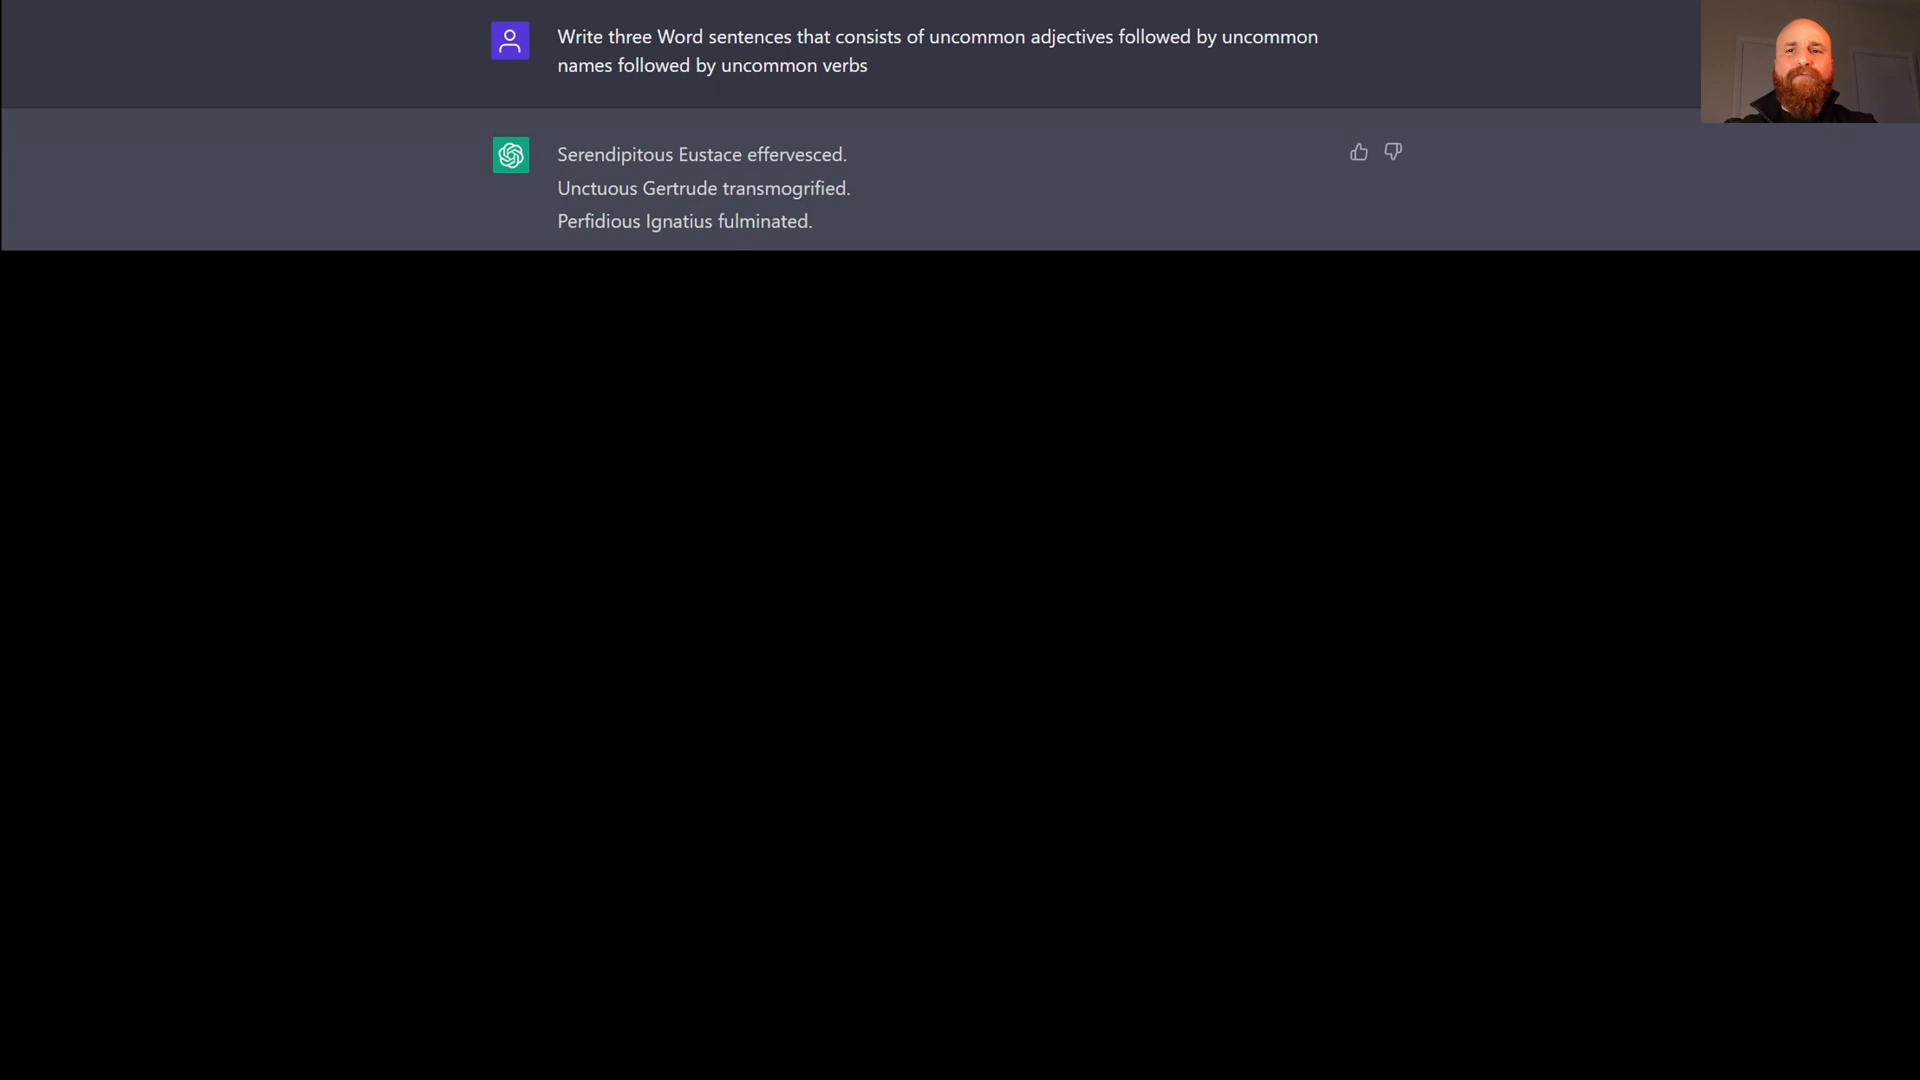 Write three Word sentences that consists of uncommon adjectives followed by uncommon
names followed by uncommon verbs
Serendipitous Eustace effervesced.
Unctuous Gertrude transmogrified.
Perfidious Ignatius fulminated.